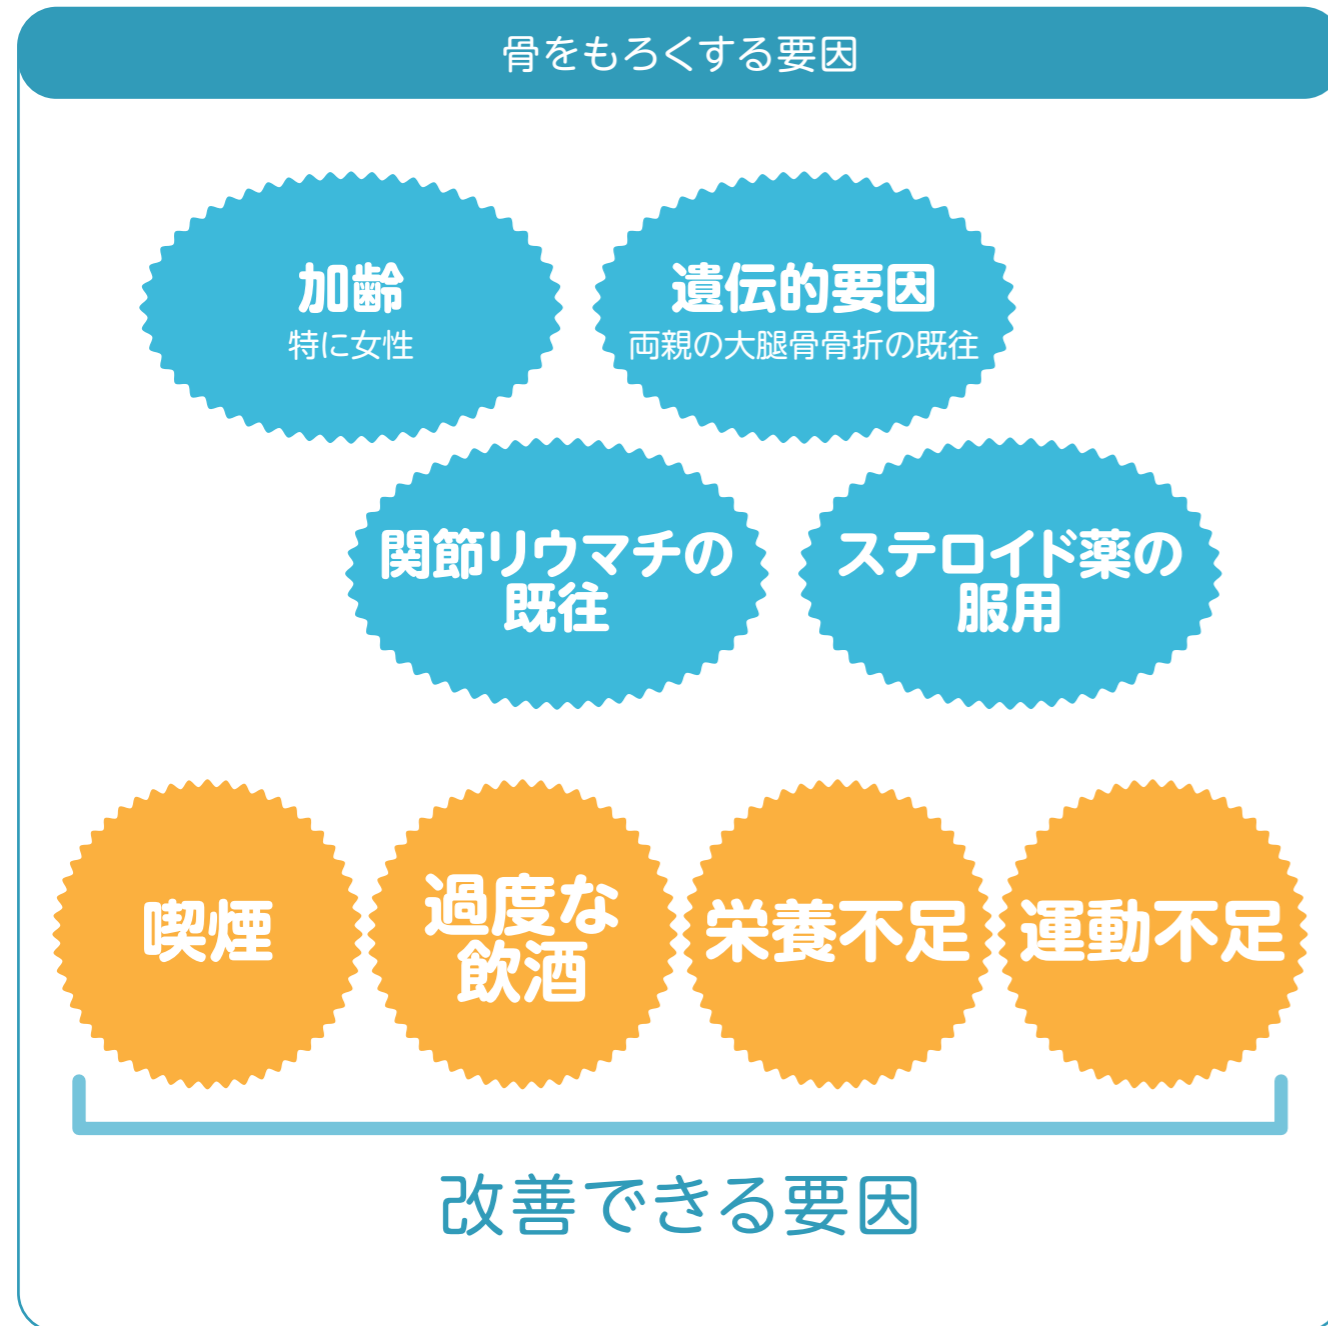 骨をもろくする要因
加齢
特に女性
遺伝的要因
両親の大腿骨骨折の既往
関節リウマチの
既往
ステロイド薬の
服用
喫煙
過度な
飲酒
栄養不足
運動不足
改善できる要因